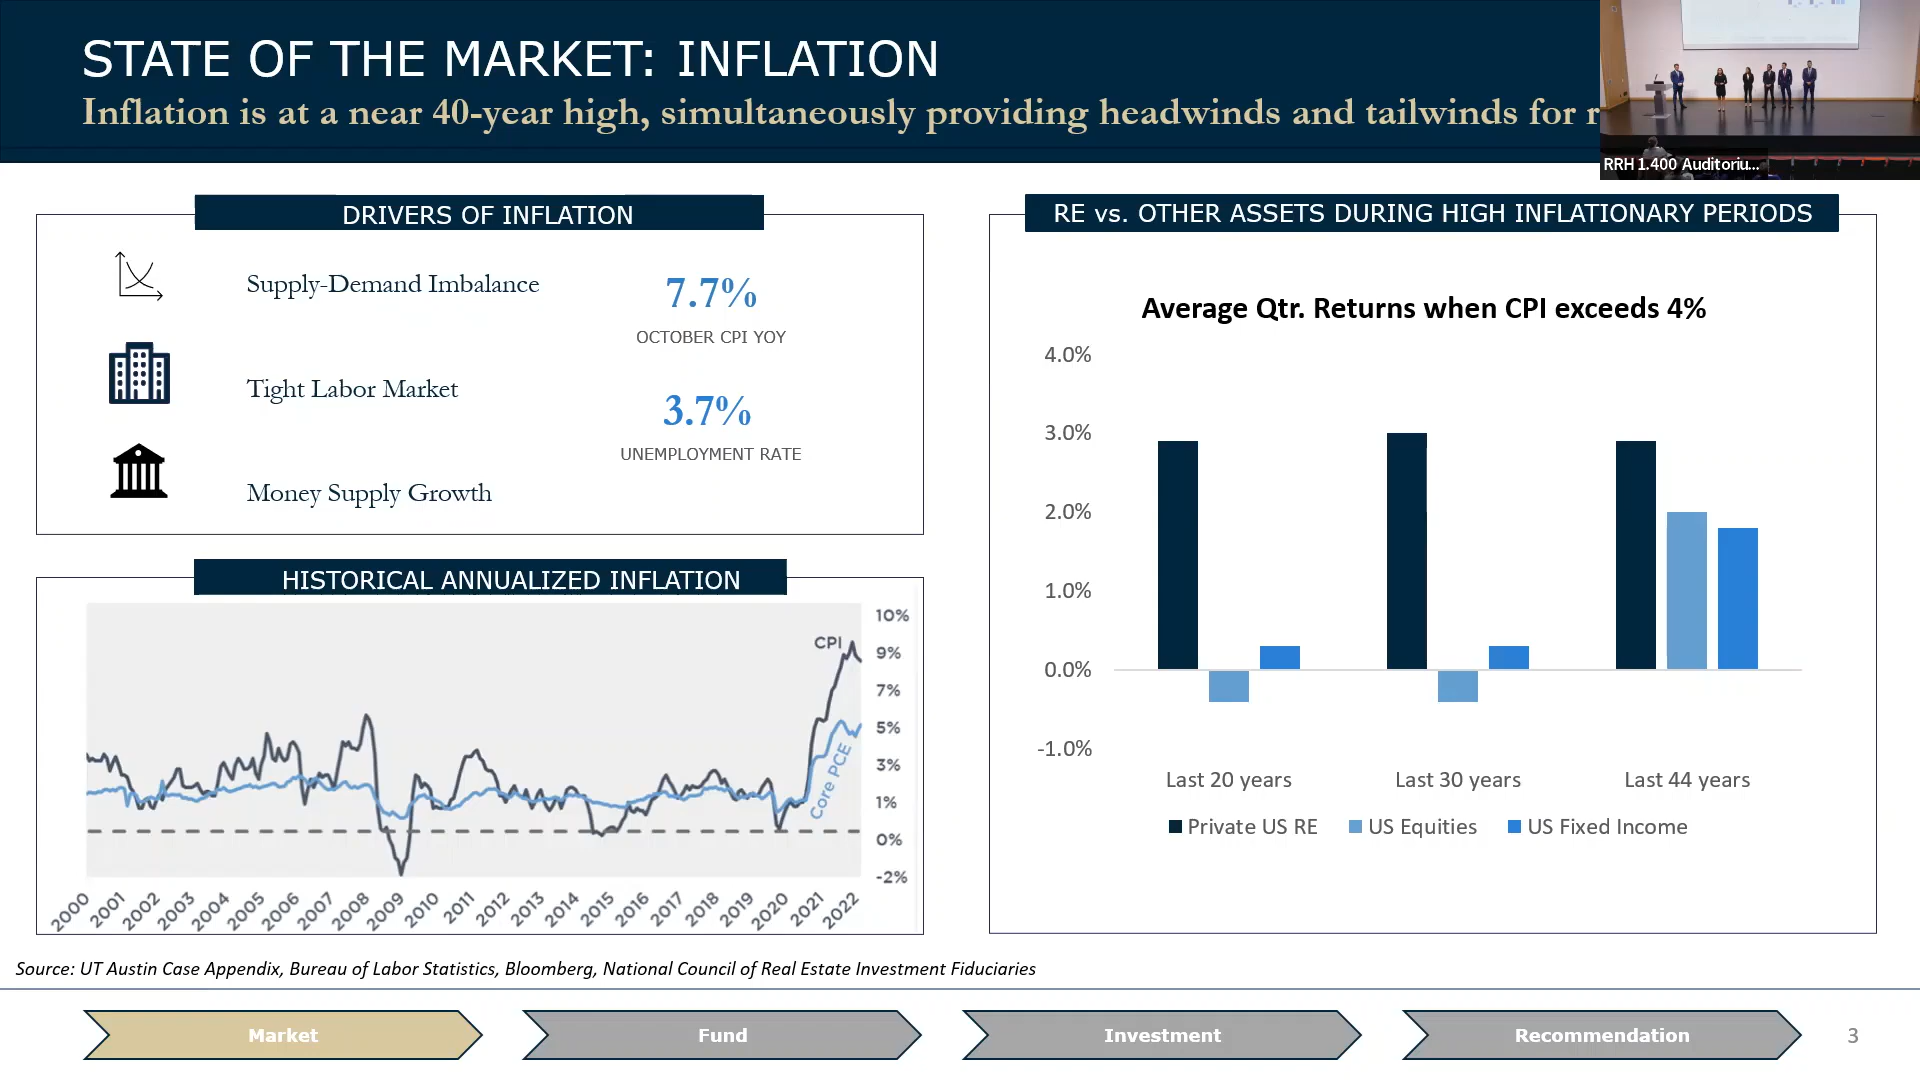 STATE OF THE MARKET: INFLATION
Inflation is at a near 40-year high, simultaneously providing headwinds and tailwinds for r
RRH 1.400 Auditoriu...
DRIVERS OF INFLATION
Supply-Demand Imbalance
7.7%
OCTOBER CPI YOY
Tight Labor Market
3.7%
UNEMPLOYMENT RATE
Money Supply Growth
HISTORICAL ANNUALIZED INFLATION
CPI
Core PCE
10%
9%
7%
5%
3%
1%
0%
-2%
2000 2001 2002 2003 2004 2005 2006 2007 2008 2009 2010 2011 2012 2013 2014 2015 2016 2017 2018 2019 2020 2021 2022
RE vs. OTHER ASSETS DURING HIGH INFLATIONARY PERIODS
Average Qtr. Returns when CPI exceeds 4%
4.0%
3.0%
2.0%
1.0%
0.0%
-1.0%
Last 20 years Last 30 years Last 44 years
Private US RE US Equities US Fixed Income
Source: UT Austin Case Appendix, Bureau of Labor Statistics, Bloomberg, National Council of Real Estate Investment Fiduciaries
Market Fund Investment Recommendation 3